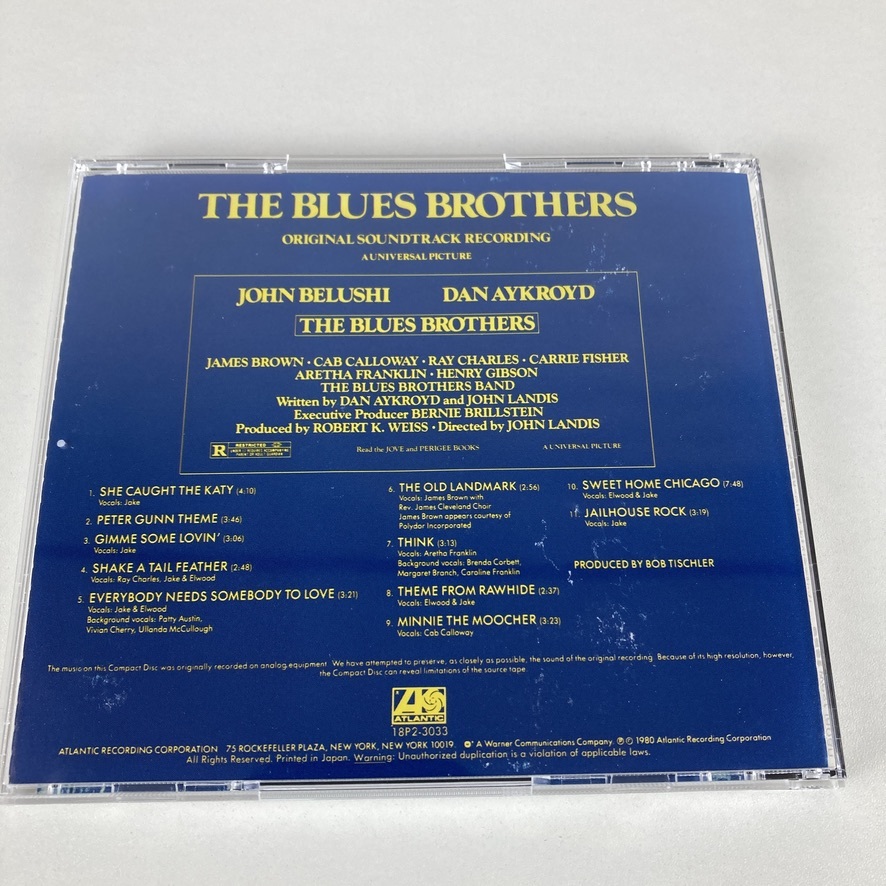 THE BLUES BROTHERS
ORIGINAL SOUNDTRACK RECORDING
A UNIVERSAL PICTURE
JOHN BELUSHI DAN AYKROYD
THE BLUES BROTHERS
JAMES BROWN · CAB CALLOWAY · RAY CHARLES · CARRIE FISHER
ARETHA FRANKLIN · HENRY GIBSON
THE BLUES BROTHERS BAND
Written by DAN AYKROYD and JOHN LANDIS
Executive Producer BERNIE BRILLSTEIN
Produced by ROBERT K. WEISS · Directed by JOHN LANDIS
R RESTRICTED
Read the JOVE and PERIGEE BOOKS
A UNIVERSAL PICTURE
1. SHE CAUGHT THE KATY (4:10)
Vocals: Jake
2. PETER GUNN THEME (3:46)
3. GIMME SOME LOVIN' (3:06)
Vocals: Jake
4. SHAKE A TAIL FEATHER (2:48)
Vocals: Ray Charles, Jake & Elwood
5. EVERYBODY NEEDS SOMEBODY TO LOVE (3:21)
Vocals: Jake & Elwood
Background vocals: Patty Austin,
Vivian Cherry, Ullanda McCullough
6. THE OLD LANDMARK (2:56)
Vocals: James Brown with
Rev. James Cleveland Choir
James Brown appears courtesy of
Polydor Incorporated
7. THINK (3:13)
Vocals: Aretha Franklin
Background vocals: Brenda Corbett,
Margaret Branch, Caroline Franklin
8. THEME FROM RAWHIDE (2:37)
Vocals: Elwood & Jake
9. MINNIE THE MOOCHER (3:23)
Vocals: Cab Calloway
10. SWEET HOME CHICAGO (7:48)
Vocals: Elwood & Jake
11. JAILHOUSE ROCK (3:19)
Vocals: Jake
PRODUCED BY BOB TISCHLER
The music on this Compact Disc was originally recorded on analog equipment. We have attempted to preserve, as closely as possible, the sound of the original recording. Because of its high resolution, however,
the Compact Disc can reveal limitations of the source tape.
ATLANTIC
18P2-3033
ATLANTIC RECORDING CORPORATION 75 ROCKEFELLER PLAZA, NEW YORK, NEW YORK 10019. A Warner Communications Company. ℗© 1980 Atlantic Recording Corporation
All Rights Reserved. Printed in Japan. Warning: Unauthorized duplication is a violation of applicable laws.